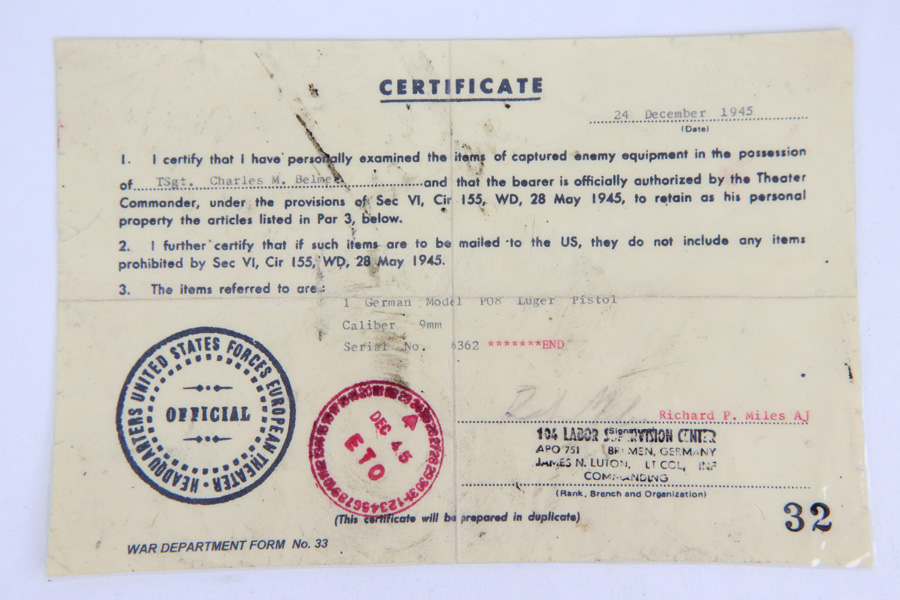 CERTIFICATE
24 December 1945
(Date)
1. I certify that I have personally examined the items of captured enemy equipment in the possession
of TSgt. Charles M. and that the bearer is officially authorized by the Theater
Commander, under the provisions of Sec VI, Cir 155, WD, 28 May 1945, to retain as his personal
property the articles listed in Par 3, below.
2. I further certify that if such items are to be mailed to the US, they do not include any items
prohibited by Sec VI, Cir 155, WD, 28 May 1945.
3. The items referred to are:
1 German Model P08 Luger Pistol
Caliber 9mm
Serial No. 6362 *******END
HEADQUARTERS UNITED STATES FORCES EUROPEAN THEATER
OFFICIAL
DEC 45
ETO
Richard P. Miles AJ
104 LABOR SUPERVISION CENTER
APO 751 BREMEN, GERMANY
JAMES N. LUTON, LT COL, INF
COMMANDING
(Rank, Branch and Organization)
(This certificate will be prepared in duplicate)
32
WAR DEPARTMENT FORM No. 33